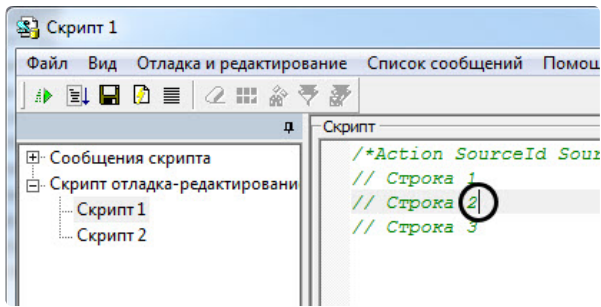 Скрипт 1
Файл Вид Отладка и редактирование Список сообщений Помощ
Скрипт
Сообщения скрипта
Скрипт отладка-редактировани
Скрипт 1
Скрипт 2
/*Action SourceId Sour
// Строка 1
// Строка 2
// Строка 3